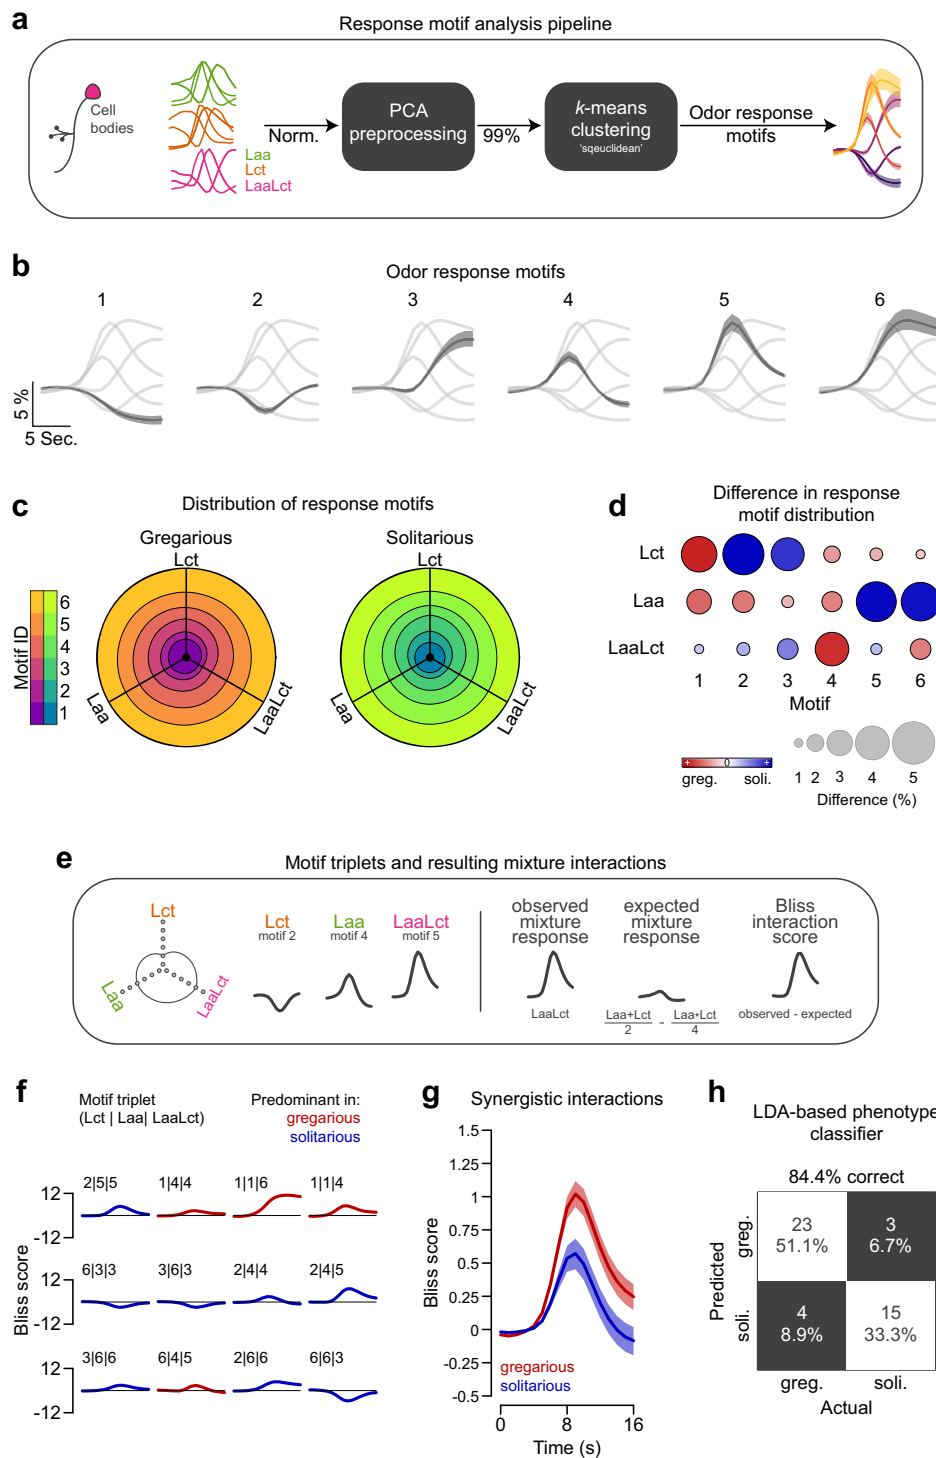 a
Response motif analysis pipeline
Cell
bodies
Laa
Lct
LaaLct
Norm.
PCA
preprocessing
99%
k-means
clustering
'sqeuclidean'
Odor response
motifs
b
Odor response motifs
1 2 3 4 5 6
5 %
5 Sec.
c
Distribution of response motifs
Gregarious
Lct
Laa
LaaLct
Solitarious
Lct
Laa
LaaLct
Motif ID
6
5
4
3
2
1
d
Difference in response
motif distribution
Lct
Laa
LaaLct
1 2 3 4 5 6
Motif
+ 0 +
greg. soli.
1 2 3 4 5
Difference (%)
e
Motif triplets and resulting mixture interactions
Lct
Laa
LaaLct
Lct
motif 2
Laa
motif 4
LaaLct
motif 5
observed
mixture
response
LaaLct
expected
mixture
response
Laa+Lct
2
-
Laa*Lct
4
Bliss
interaction
score
observed - expected
f
Motif triplet
(Lct | Laa| LaaLct)
Predominant in:
gregarious
solitarious
Bliss score
12
-12
2|5|5 1|4|4 1|1|6 1|1|4
12
-12
6|3|3 3|6|3 2|4|4 2|4|5
12
-12
3|6|6 6|4|5 2|6|6 6|6|3
g
Synergistic interactions
Bliss score
1.5
1.25
1
0.75
0.5
0.25
0
-0.25
-0.5
gregarious
solitarious
0 8 16
Time (s)
h
LDA-based phenotype
classifier
84.4% correct
Predicted
greg.
soli.
23
51.1%
3
6.7%
4
8.9%
15
33.3%
greg. soli.
Actual